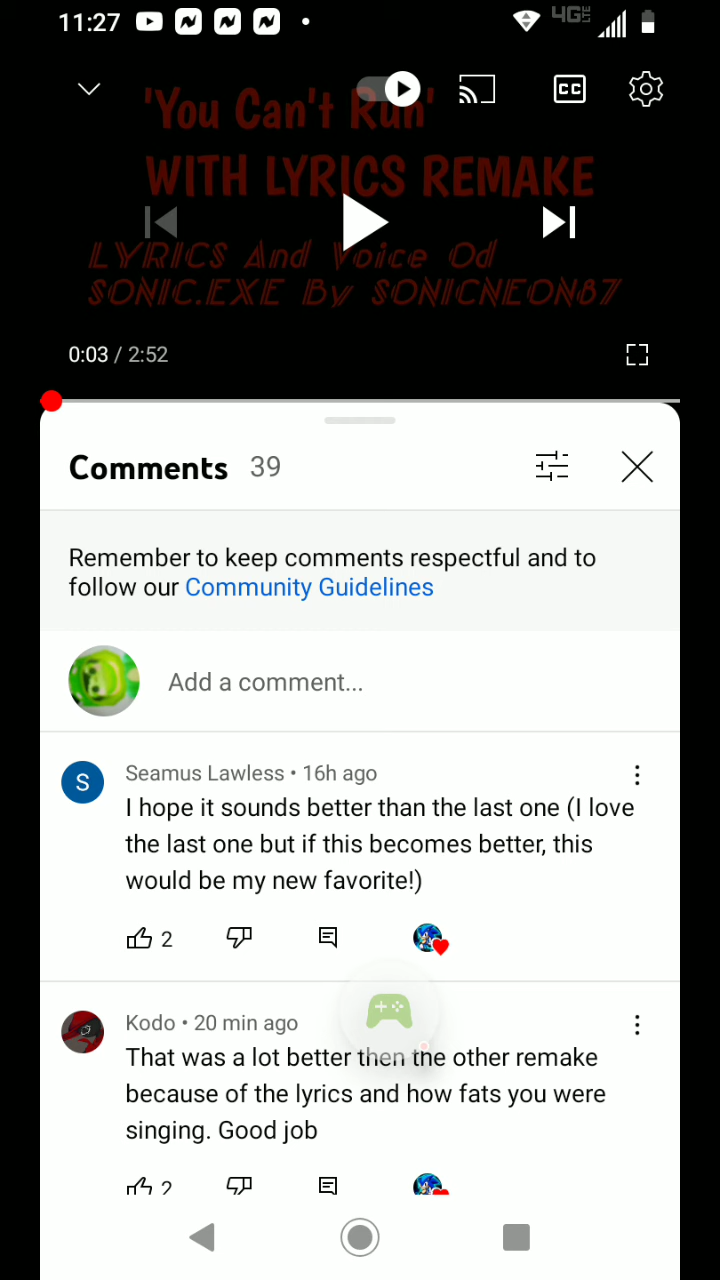 11:27
4G LTE
CC
'You Can't Run'
WITH LYRICS REMAKE
LYRICS And Voice Od
SONIC.EXE By SONICNEON87
0:03 / 2:52
Comments 39
Remember to keep comments respectful and to
follow our Community Guidelines
Add a comment...
S
Seamus Lawless • 16h ago
I hope it sounds better than the last one (I love
the last one but if this becomes better, this
would be my new favorite!)
2
Kodo • 20 min ago
That was a lot better then the other remake
because of the lyrics and how fats you were
singing. Good job
2